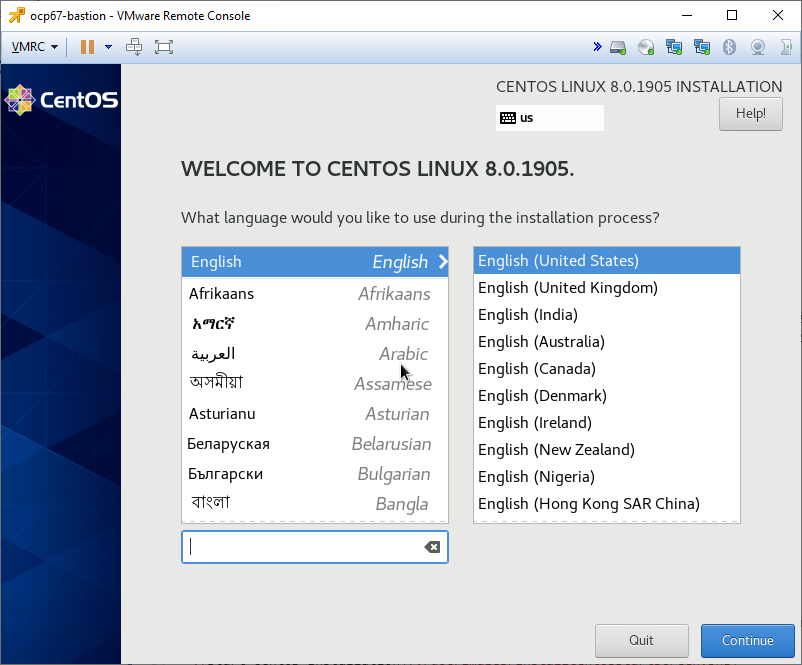 ocp67-bastion - VMware Remote Console
VMRC
CentOS
CENTOS LINUX 8.0.1905 INSTALLATION
us
Help!
WELCOME TO CENTOS LINUX 8.0.1905.
What language would you like to use during the installation process?
English English
Afrikaans Afrikaans
አማርኛ Amharic
العربية Arabic
অসমীয়া Assamese
Asturianu Asturian
Беларуская Belarusian
Български Bulgarian
বাংলা Bangla
English (United States)
English (United Kingdom)
English (India)
English (Australia)
English (Canada)
English (Denmark)
English (Ireland)
English (New Zealand)
English (Nigeria)
English (Hong Kong SAR China)
Quit
Continue